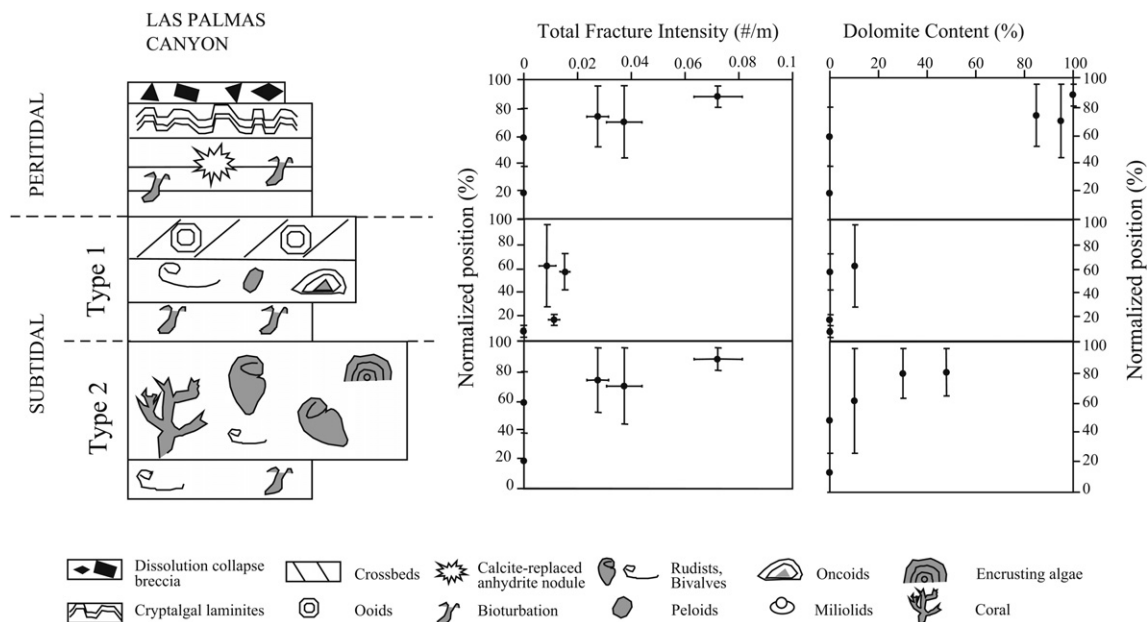 LAS PALMAS
CANYON
PERITIDAL
SUBTIDAL
Type 1
Type 2
Total Fracture Intensity (#/m)
0 0.02 0.04 0.06 0.08 0.1
Normalized position (%)
100
80
60
40
20
0
100
80
60
40
20
0
100
80
60
40
20
0
Dolomite Content (%)
0 20 40 60 80 100
100
80
60
40
20
0
100
80
60
40
20
0
100
80
60
40
20
0
Normalized position (%)
Dissolution collapse
breccia
Crossbeds
Calcite-replaced
anhydrite nodule
Rudists,
Bivalves
Oncoids
Encrusting algae
Cryptalgal laminites
Ooids
Bioturbation
Peloids
Miliolids
Coral